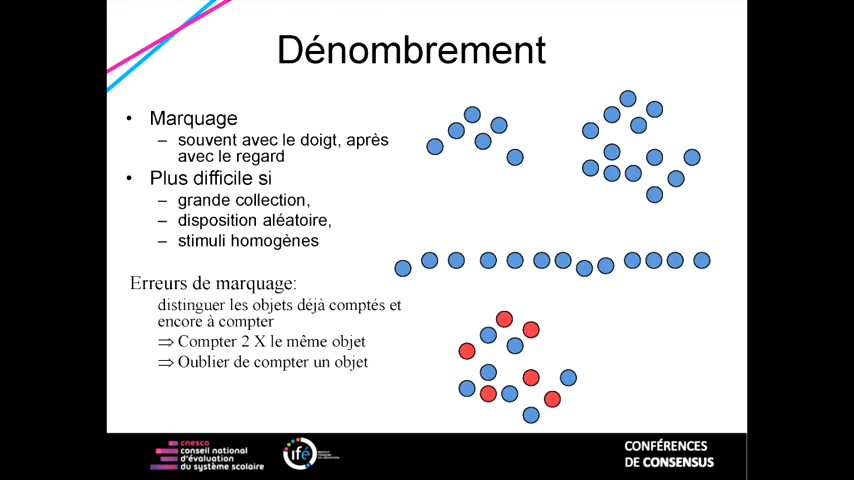 Dénombrement
• Marquage
– souvent avec le doigt, après
avec le regard
• Plus difficile si
– grande collection,
– disposition aléatoire,
– stimuli homogènes
Erreurs de marquage:
distinguer les objets déjà comptés et
encore à compter
⇒ Compter 2 X le même objet
⇒ Oublier de compter un objet
cnesco
conseil national
d'évaluation
du système scolaire
ifé
CONFÉRENCES
DE CONSENSUS